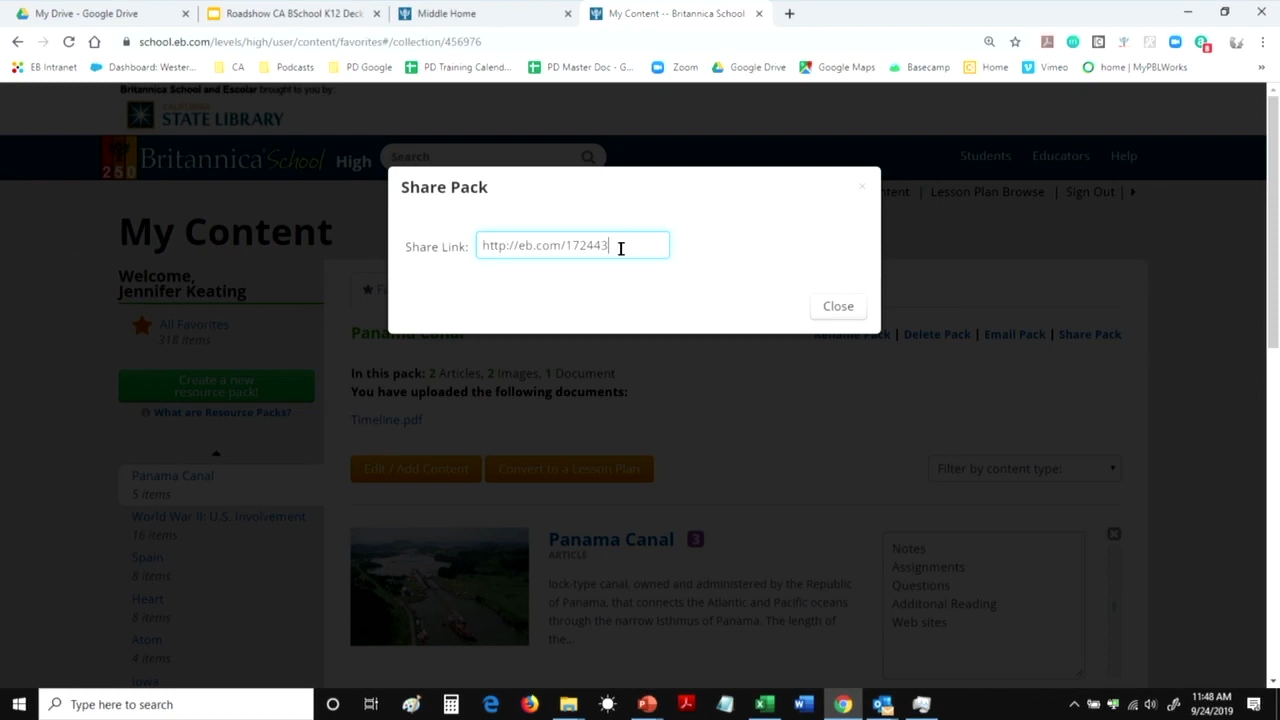 My Drive - Google Drive
Roadshow CA BSchool K12 Deck
Middle Home
My Content -- Britannica School
school.eb.com/levels/high/user/content/favorites#/collection/456976
EB Intranet
Dashboard: Wester...
CA
Podcasts
PD Google
PD Training Calend...
PD Master Doc - G...
Zoom
Google Drive
Google Maps
Basecamp
Home
Vimeo
home | MyPBLWorks
Britannica School and Escolar brought to you by:
CALIFORNIA
STATE LIBRARY
250
Britannica School High
Search
Students
Educators
Help
Lesson Plan Browse | Sign Out |
Share Pack
Share Link: http://eb.com/172443
Close
My Content
Welcome,
Jennifer Keating
All Favorites
318 items
Create a new
resource pack!
What are Resource Packs?
Panama Canal
5 items
World War II: U.S. Involvement
16 items
Spain
8 items
Heart
8 items
Atom
4 items
Iowa
Panama Canal
Rename Pack | Delete Pack | Email Pack | Share Pack
In this pack: 2 Articles, 2 Images, 1 Document
You have uploaded the following documents:
Timeline.pdf
Edit / Add Content
Convert to a Lesson Plan
Filter by content type:
Panama Canal 3
ARTICLE
lock-type canal, owned and administered by the Republic
of Panama, that connects the Atlantic and Pacific oceans
through the narrow Isthmus of Panama. The length of
the...
Notes
Assignments
Questions
Additonal Reading
Web sites
Type here to search
11:48 AM
9/24/2019